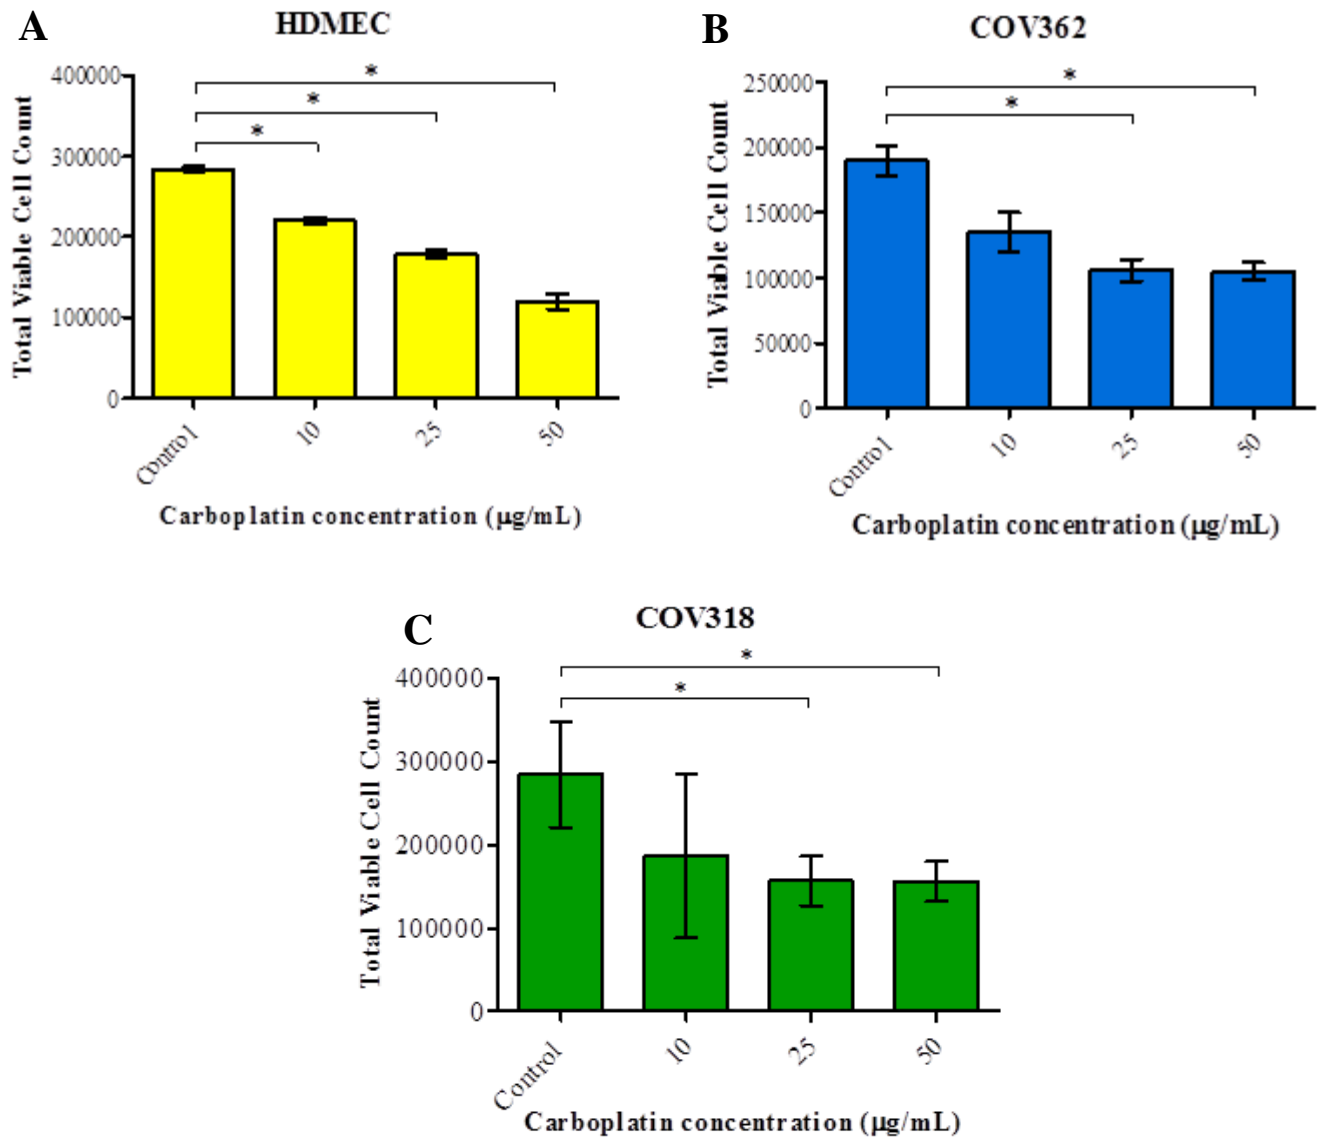 A
HDMEC
Total Viable Cell Count
400000
300000
200000
100000
0
*
*
*
Control
10
25
50
Carboplatin concentration (µg/mL)
B
COV362
Total Viable Cell Count
250000
200000
150000
100000
50000
0
*
*
Control
10
25
50
Carboplatin concentration (µg/mL)
C
COV318
Total Viable Cell Count
400000
300000
200000
100000
0
*
*
Control
10
25
50
Carboplatin concentration (µg/mL)